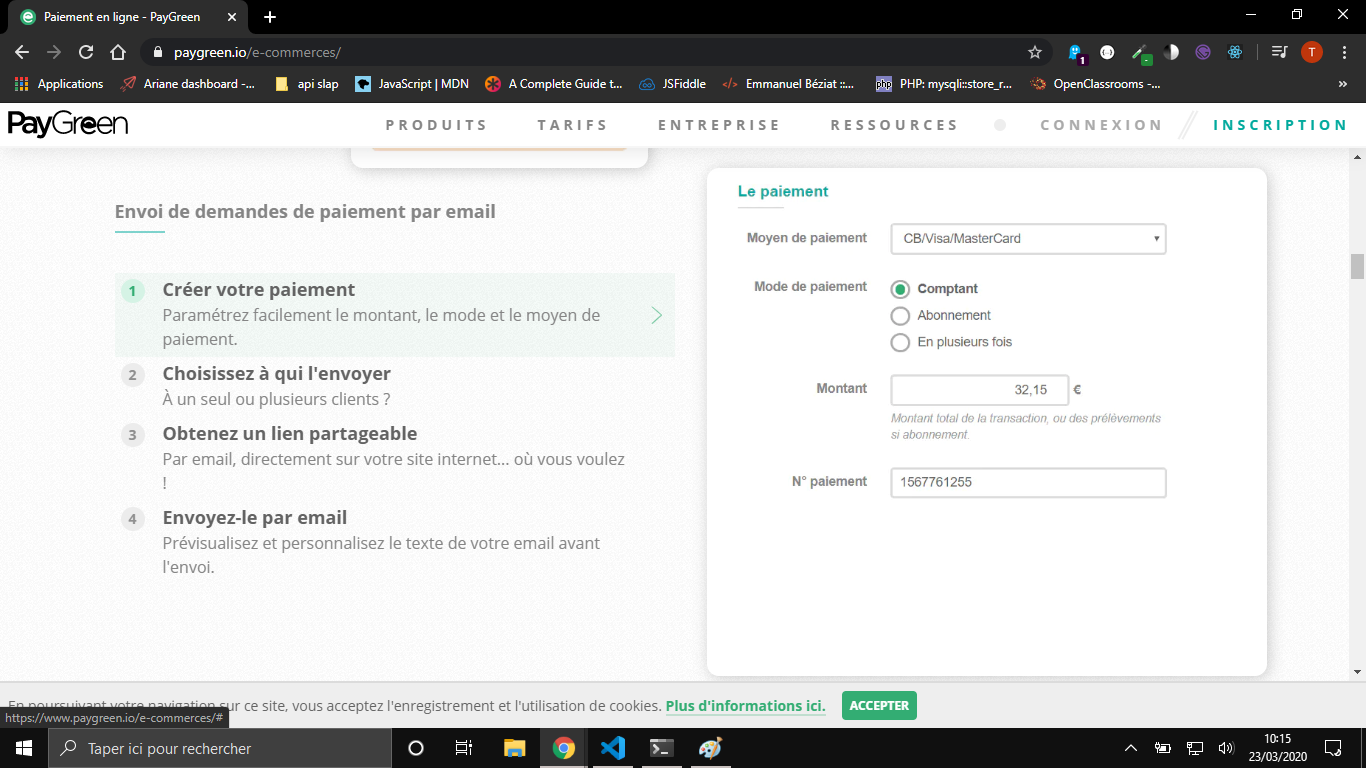 Paiement en ligne - PayGreen
paygreen.io/e-commerces/
1
-
T
Applications
Ariane dashboard -...
api slap
JavaScript | MDN
A Complete Guide t...
JSFiddle
Emmanuel Béziat ::...
php
PHP: mysqli::store_r...
OpenClassrooms -...
»
PayGreen
PRODUITS
TARIFS
ENTREPRISE
RESSOURCES
CONNEXION
INSCRIPTION
Envoi de demandes de paiement par email
1
Créer votre paiement
Paramétrez facilement le montant, le mode et le moyen de
paiement.
2
Choisissez à qui l'envoyer
À un seul ou plusieurs clients ?
3
Obtenez un lien partageable
Par email, directement sur votre site internet... où vous voulez
!
4
Envoyez-le par email
Prévisualisez et personnalisez le texte de votre email avant
l'envoi.
Le paiement
Moyen de paiement
CB/Visa/MasterCard
Mode de paiement
Comptant
Abonnement
En plusieurs fois
Montant
32,15 €
Montant total de la transaction, ou des prélèvements
si abonnement.
N° paiement
1567761255
En poursuivant votre navigation sur ce site, vous acceptez l'enregistrement et l'utilisation de cookies. Plus d'informations ici.
ACCEPTER
https://www.paygreen.io/e-commerces/#
Taper ici pour rechercher
10:15
23/03/2020